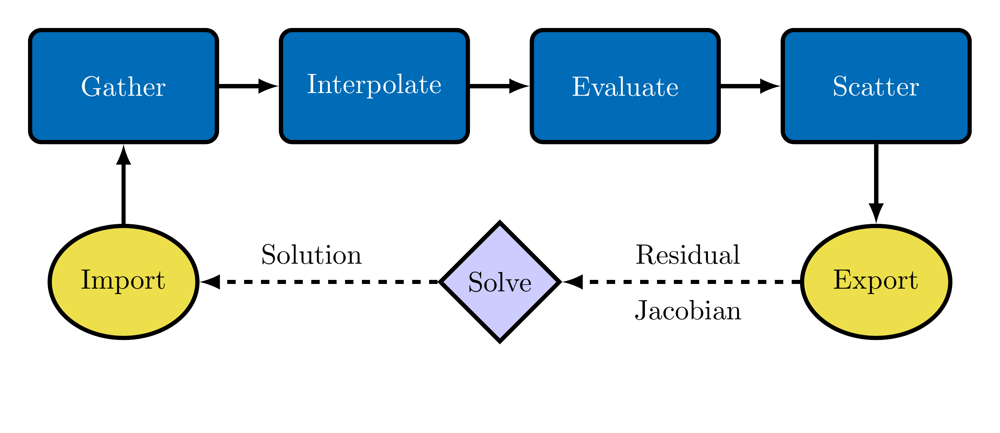 Gather
Interpolate
Evaluate
Scatter
Solution
Residual
Import
Solve
Export
Jacobian